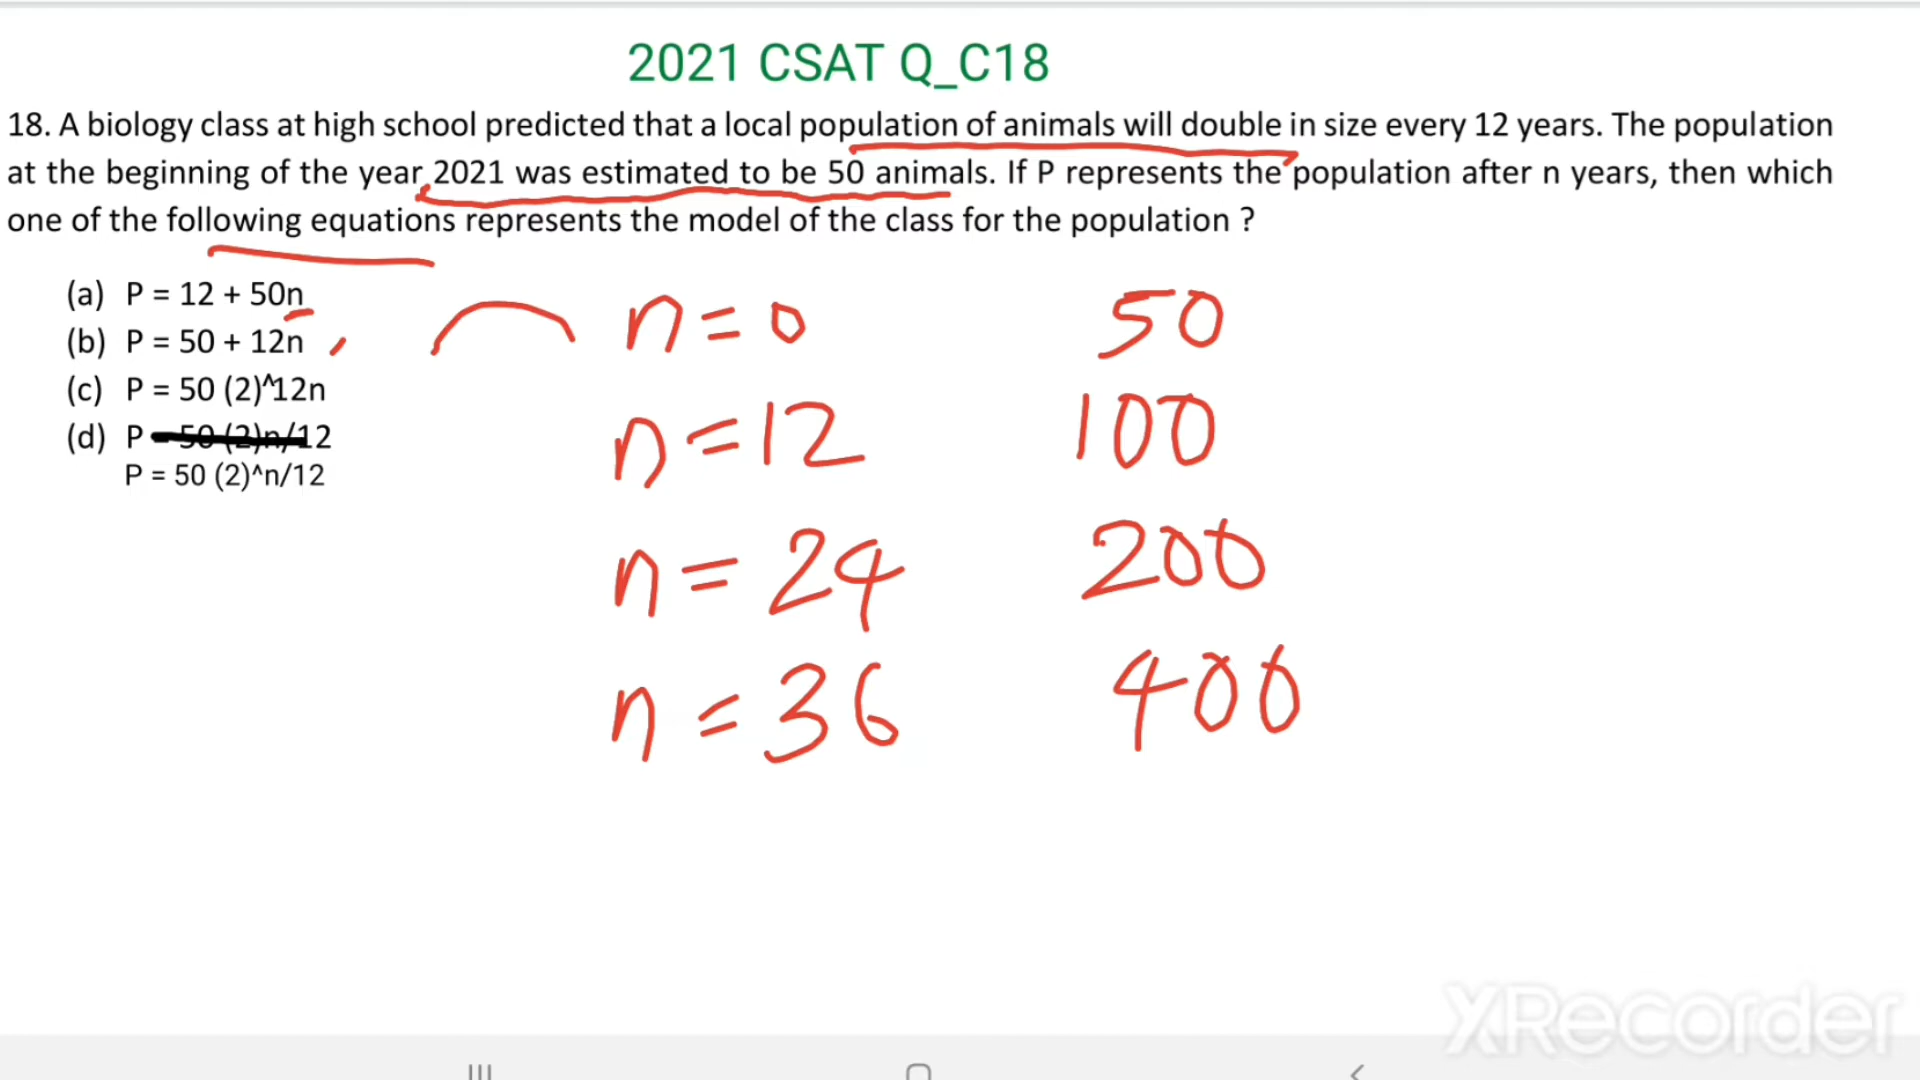 2021 CSAT Q_C18
18. A biology class at high school predicted that a local population of animals will double in size every 12 years. The population
at the beginning of the year 2021 was estimated to be 50 animals. If P represents the population after n years, then which
one of the following equations represents the model of the class for the population ?
(a) P = 12 + 50n
(b) P = 50 + 12n
(c) P = 50 (2)^12n
(d) P = 50 (2)n/12
P = 50 (2)^n/12
n = 0 50
n = 12 100
n = 24 200
n = 36 400
XRecorder